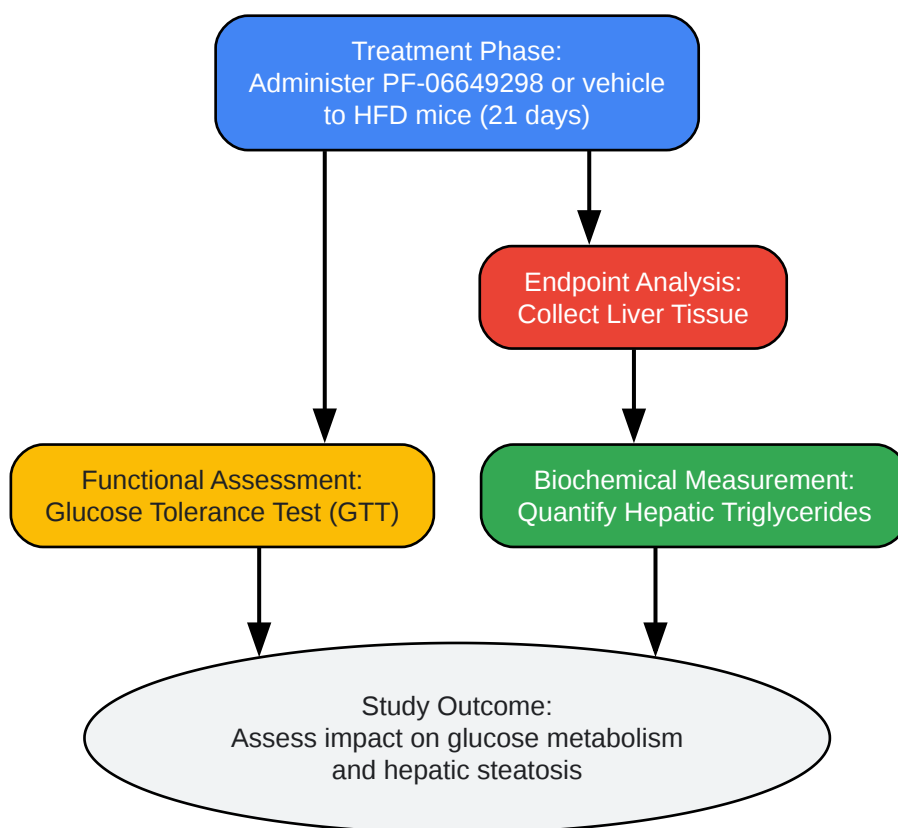 Treatment Phase:
Administer PF-06649298 or vehicle
to HFD mice (21 days)
Endpoint Analysis:
Collect Liver Tissue
Functional Assessment:
Glucose Tolerance Test (GTT)
Biochemical Measurement:
Quantify Hepatic Triglycerides
Study Outcome:
Assess impact on glucose metabolism
and hepatic steatosis